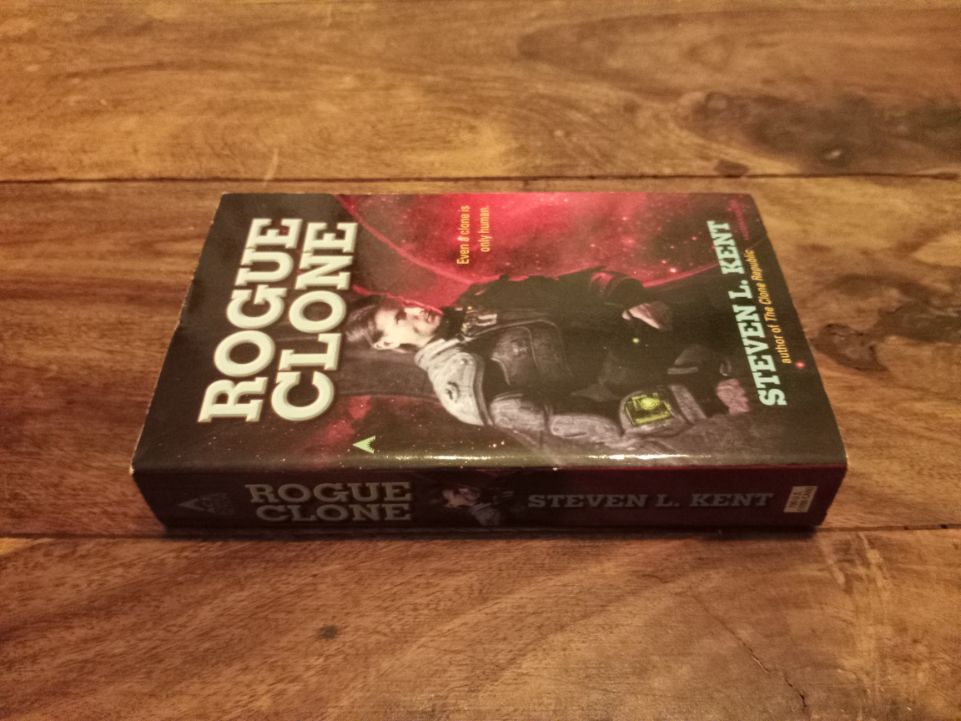 ROGUE
CLONE
Even a clone is
only human.
STEVEN L. KENT
author of The Clone Republic
ROGUE
CLONE
STEVEN L. KENT